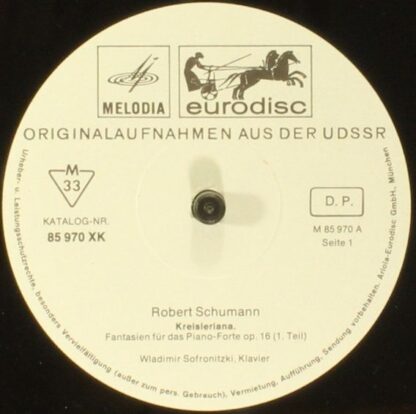 MELODIA
eurodisc
ORIGINALAUFNAHMEN AUS DER UDSSR
M
33
KATALOG-NR.
85 970 XK
D. P.
M 85 970 A
Seite 1
Robert Schumann
Kreisleriana.
Fantasien für das Piano-Forte op. 16 (1. Teil)
Wladimir Sofronitzki, Klavier
Urheber- u. Leistungsschutzrechte, besonders Vervielfältigung (außer zum pers. Gebrauch), Vermietung, Aufführung, Sendung vorbehalten. Ariola-Eurodisc GmbH., München